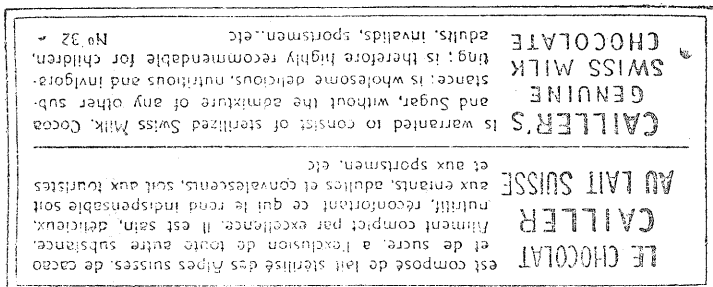 LE CHOCOLAT
CAILLER
AU LAIT SUISSE
est composé de lait stérilisé des Alpes suisses, de cacao
et de sucre, a l'exclusion de toute autre substance.
Aliment complet par excellence. Il est sain, délicieux,
nutritif, réconfortant ce qui le rend indispensable soit
aux enfants, adultes et convalescents, soit aux touristes
et aux sportsmen, etc
CAILLER'S
GENUINE
SWISS MILK
CHOCOLATE
is warranted to consist of sterilized Swiss Milk, Cocoa
and Sugar, without the admixture of any other sub-
stance; is wholesome delicious, nutritious and invigora-
ting; is therefore highly recommendable for children,
adults, invalids, sportsmen..etc Nº 32